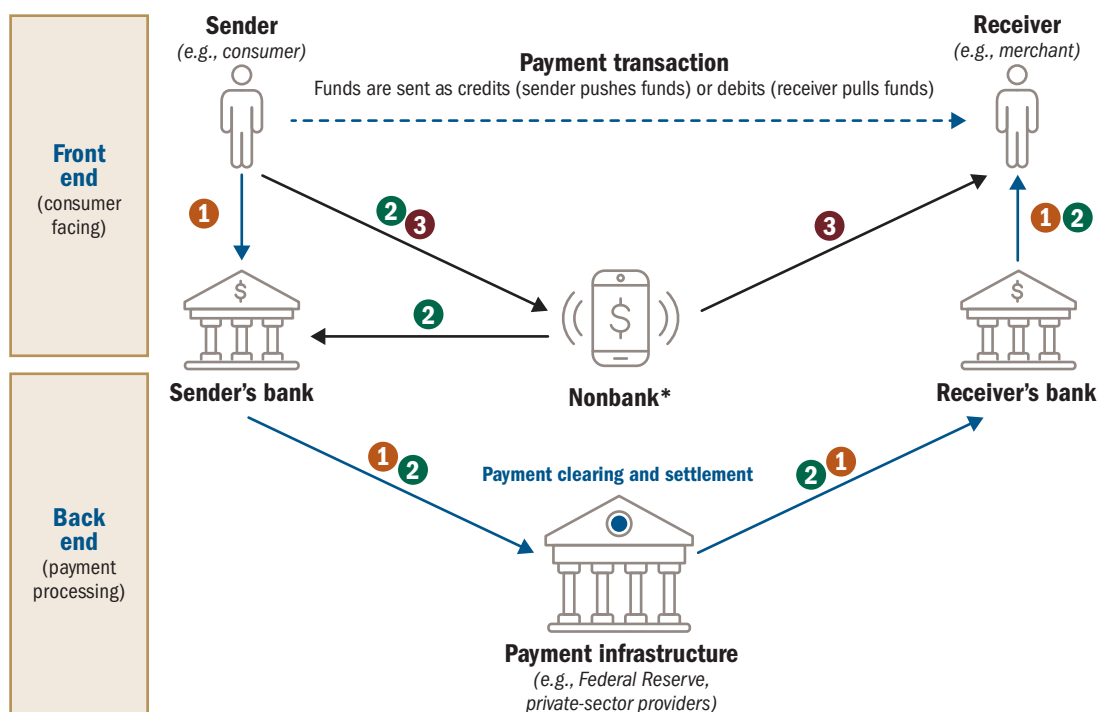 Sender
(e.g., consumer)
Receiver
(e.g., merchant)
Payment transaction
Funds are sent as credits (sender pushes funds) or debits (receiver pulls funds)
Front
end
(consumer
facing)
1
2
3
3
1 2
2
$
$
$
Sender's bank
Nonbank*
Receiver's bank
1
2
Payment clearing and settlement
2
1
Back
end
(payment
processing)
Payment infrastructure
(e.g., Federal Reserve,
private-sector providers)